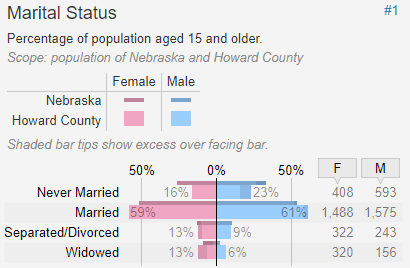 Marital Status #1
Percentage of population aged 15 and older.
Scope: population of Nebraska and Howard County
Female Male
Nebraska
Howard County
Shaded bar tips show excess over facing bar.
50% 0% 50% F M
Never Married 16% 23% 408 593
Married 59% 61% 1,488 1,575
Separated/Divorced 13% 9% 322 243
Widowed 13% 6% 320 156